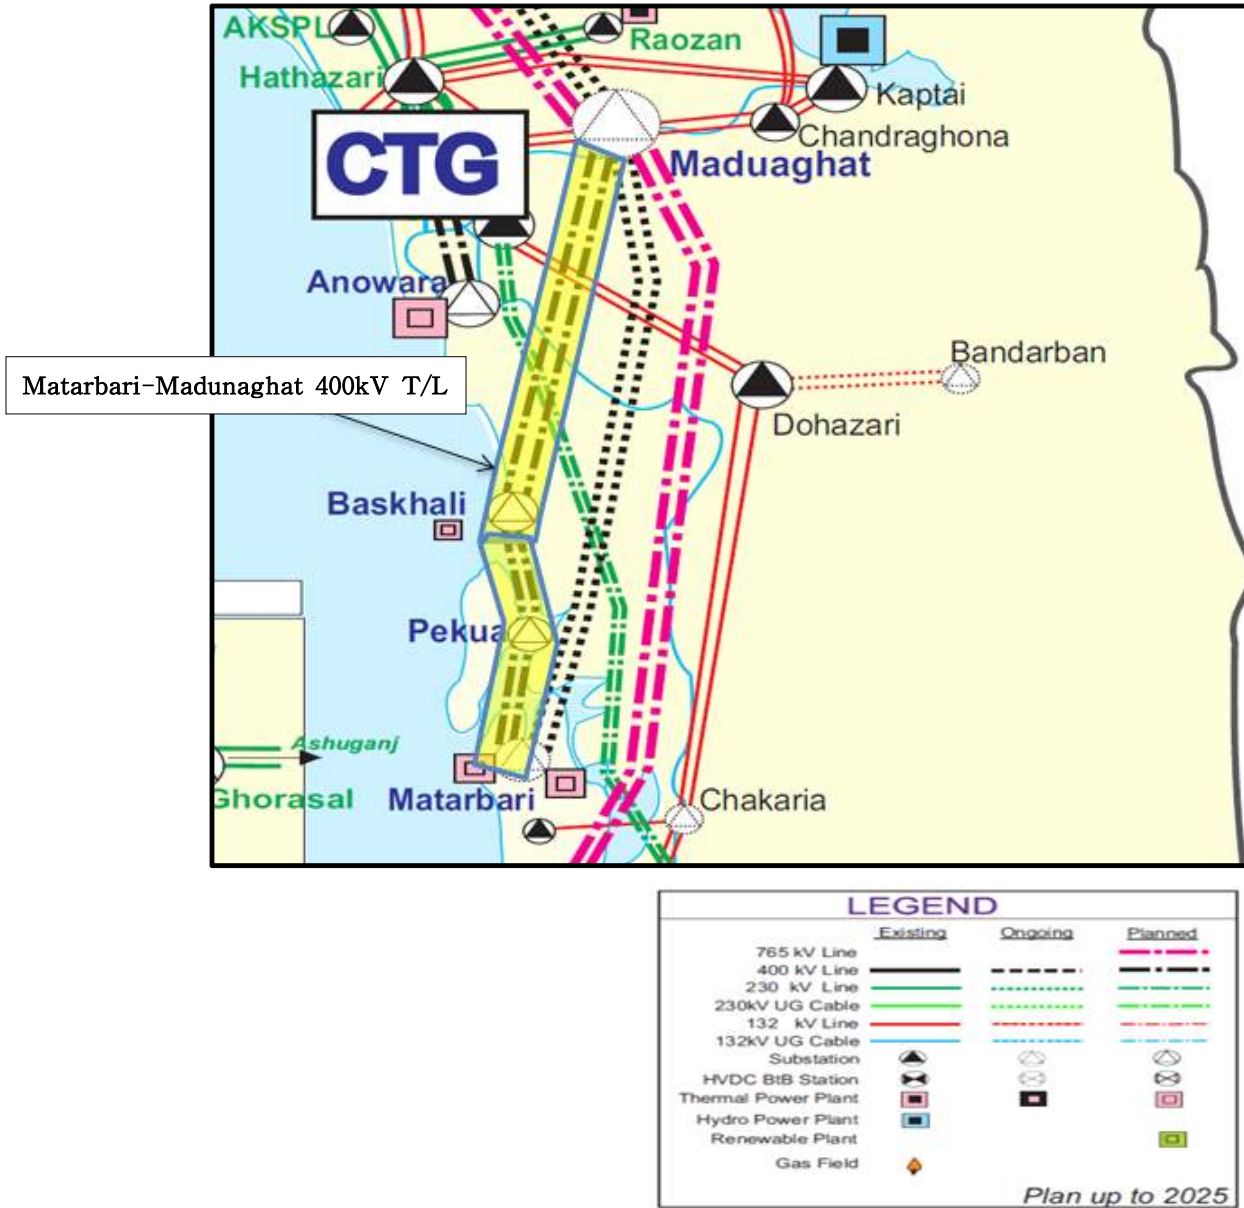 AKSPL
Raozan
Hathazari
Kaptai
Chandraghona
CTG
Maduaghat
Anowara
Bandarban
Matarbari-Madunaghat 400kV T/L
Dohazari
Baskhali
Pekua
Ashuganj
Ghorasal
Matarbari
Chakaria
LEGEND
Existing Ongoing Planned
765 kV Line
400 kV Line
230 kV Line
230kV UG Cable
132 kV Line
132kV UG Cable
Substation
HVDC BtB Station
Thermal Power Plant
Hydro Power Plant
Renewable Plant
Gas Field
Plan up to 2025